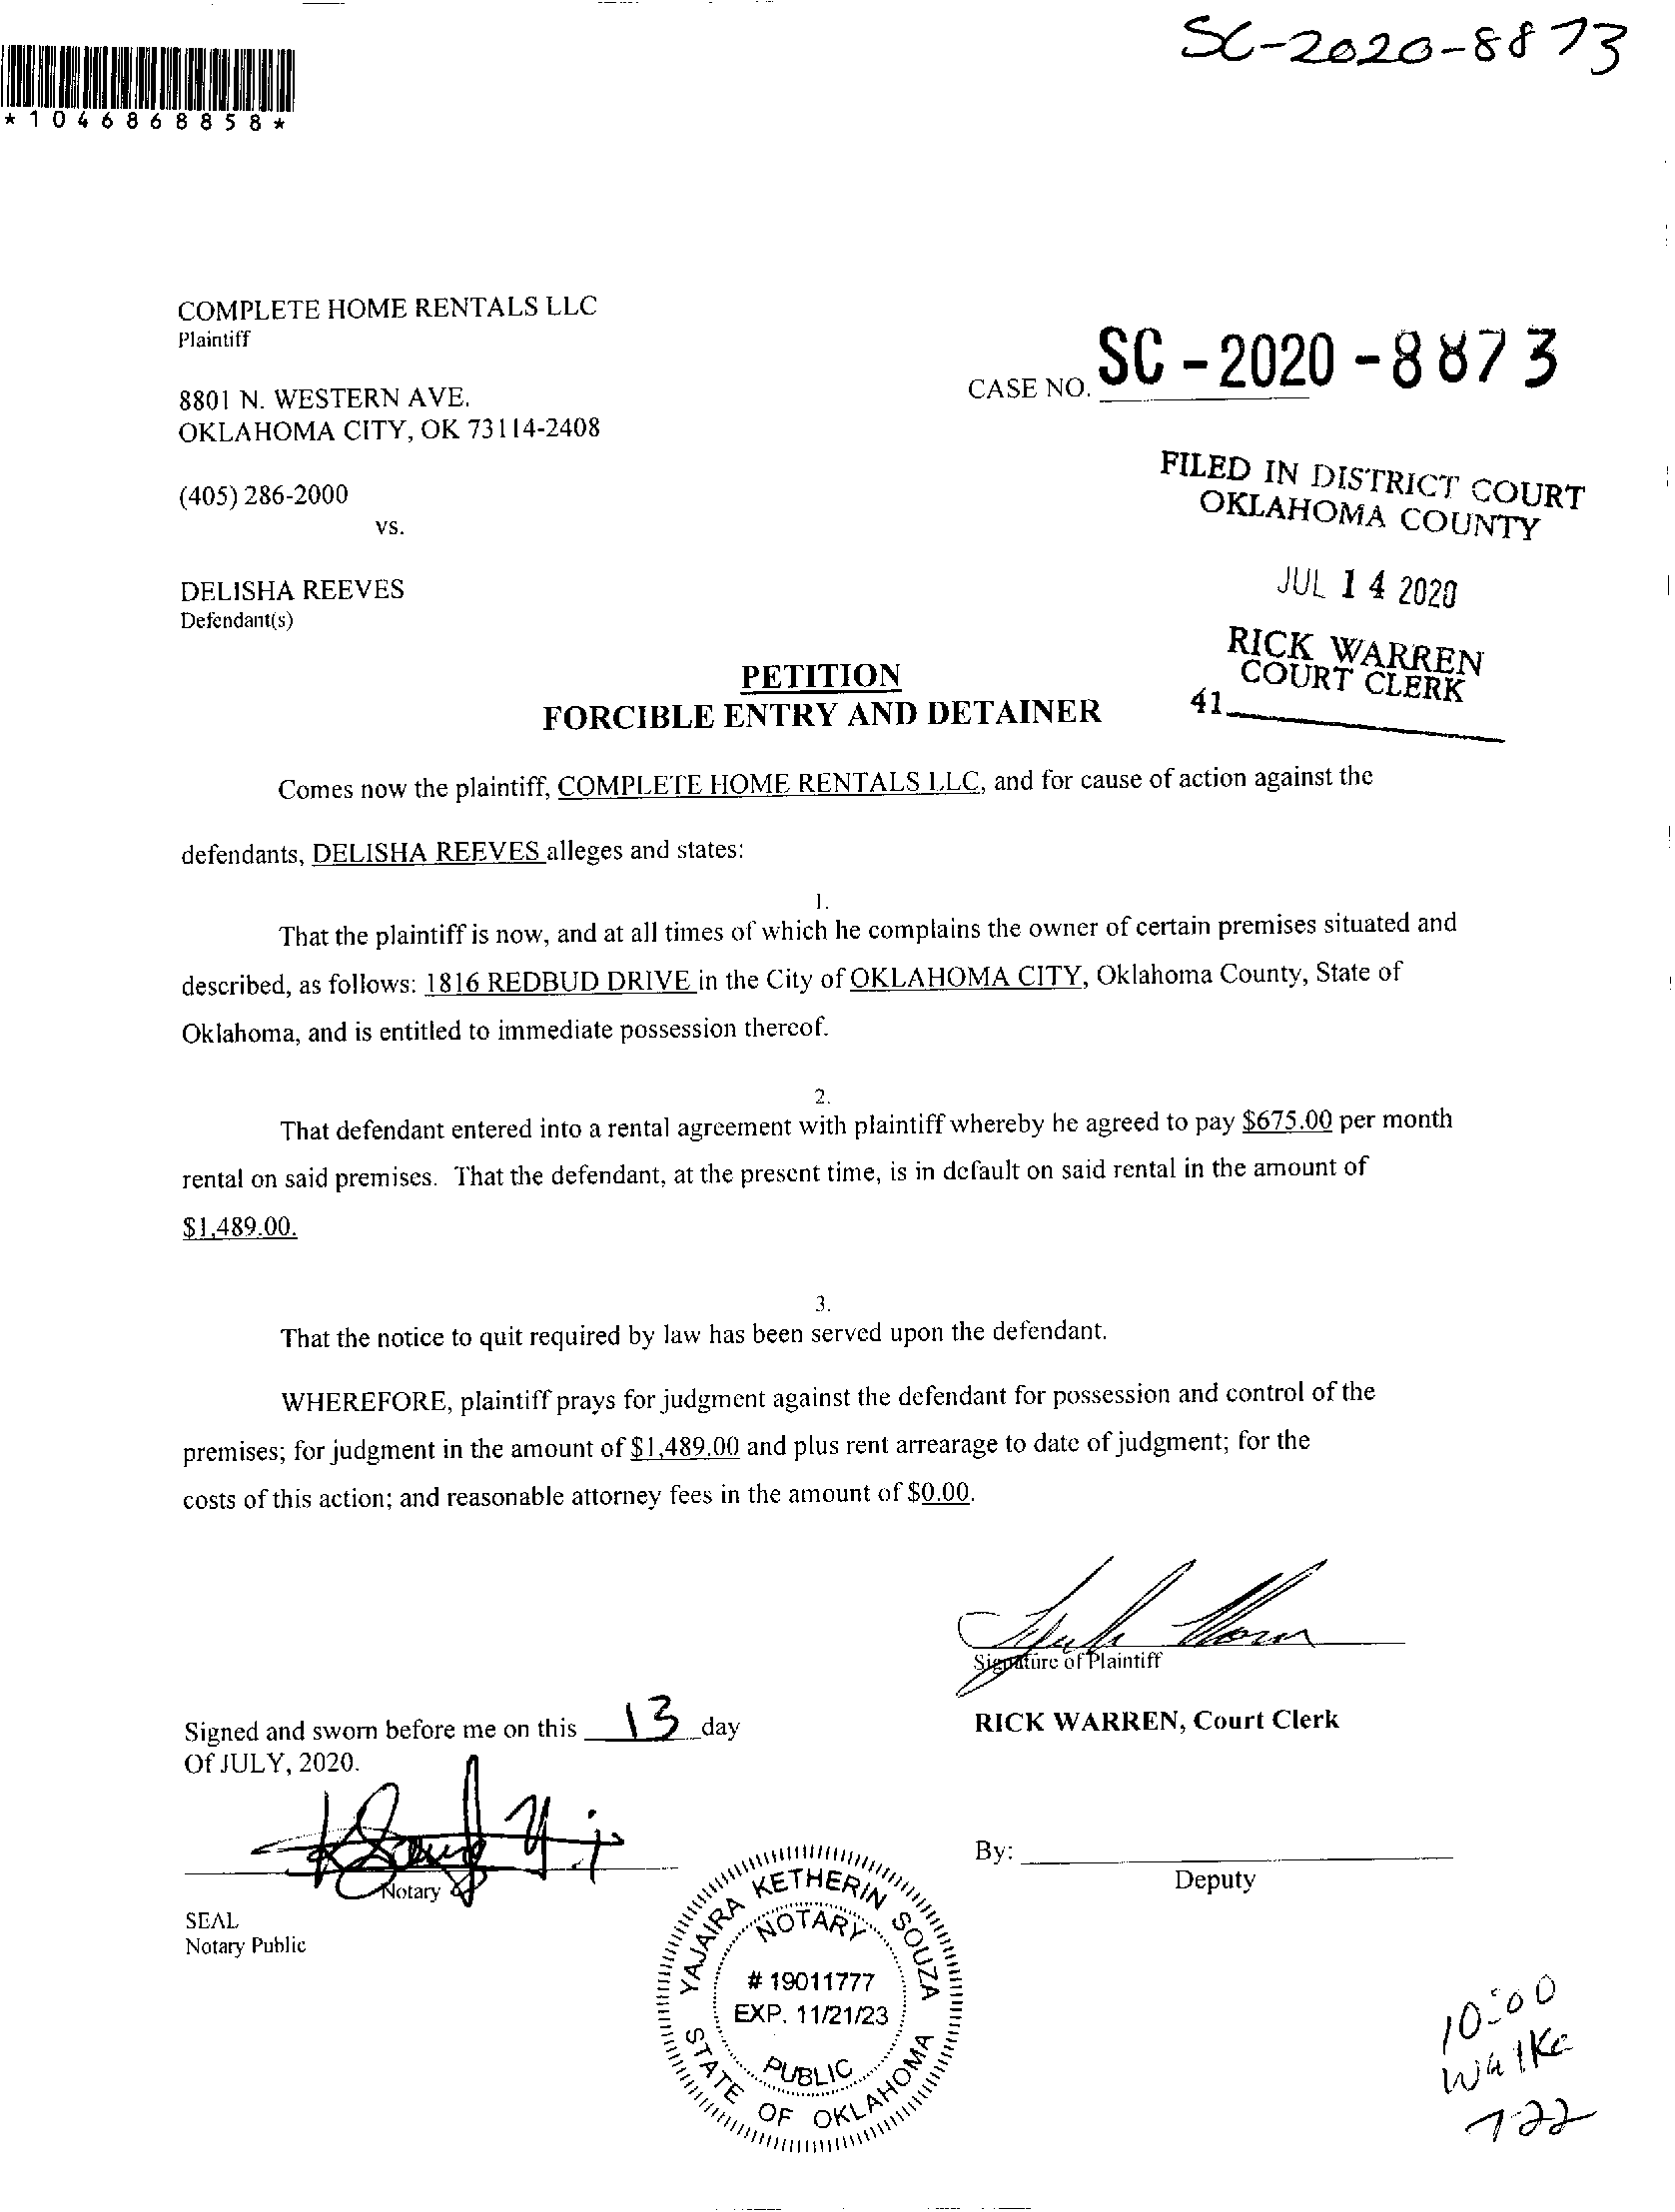 SC-2020-8873
*1046868858*
COMPLETE HOME RENTALS LLC
Plaintiff
8801 N. WESTERN AVE.
OKLAHOMA CITY, OK 73114-2408
CASE NO. SC-2020-8873
(405) 286-2000
vs.
FILED IN DISTRICT COURT
OKLAHOMA COUNTY
JUL 14 2020
RICK WARREN
COURT CLERK
41
DELISHA REEVES
Defendant(s)
PETITION
FORCIBLE ENTRY AND DETAINER
Comes now the plaintiff, COMPLETE HOME RENTALS LLC, and for cause of action against the
defendants, DELISHA REEVES alleges and states:
1.
That the plaintiff is now, and at all times of which he complains the owner of certain premises situated and
described, as follows: 1816 REDBUD DRIVE in the City of OKLAHOMA CITY, Oklahoma County, State of
Oklahoma, and is entitled to immediate possession thereof.
2.
That defendant entered into a rental agreement with plaintiff whereby he agreed to pay $675.00 per month
rental on said premises. That the defendant, at the present time, is in default on said rental in the amount of
$1,489.00.
3.
That the notice to quit required by law has been served upon the defendant.
WHEREFORE, plaintiff prays for judgment against the defendant for possession and control of the
premises; for judgment in the amount of $1,489.00 and plus rent arrearage to date of judgment; for the
costs of this action; and reasonable attorney fees in the amount of $0.00.
Signature of Plaintiff
Signed and sworn before me on this 13 day
Of JULY, 2020.
RICK WARREN, Court Clerk
Notary
SEAL
Notary Public
By:
Deputy
YAJAIRA KETHERIN SOUZA
NOTARY
# 19011777
EXP. 11/21/23
PUBLIC
STATE OF OKLAHOMA
10:00
Walke
722